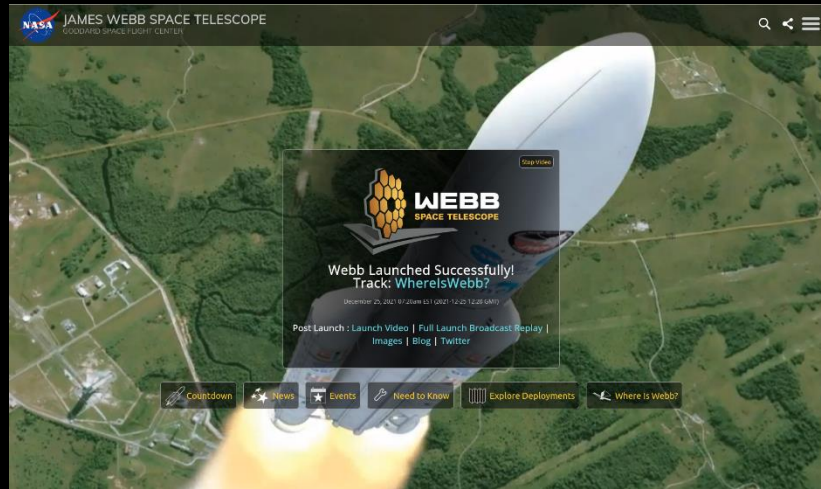 NASA
JAMES WEBB SPACE TELESCOPE
GODDARD SPACE FLIGHT CENTER
Stop Video
WEBB
SPACE TELESCOPE
Webb Launched Successfully!
Track: WhereIsWebb?
December 25, 2021 07:20am EST (2021-12-25 12:20 GMT)
Post Launch : Launch Video | Full Launch Broadcast Replay |
Images | Blog | Twitter
Countdown
News
Events
Need to Know
Explore Deployments
Where Is Webb?